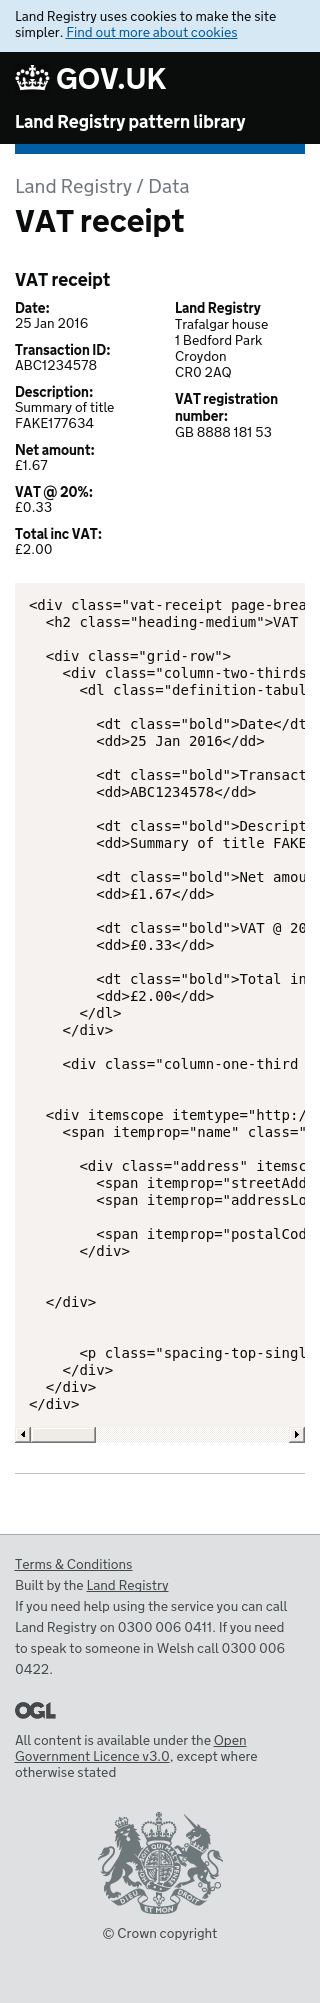 Land Registry uses cookies to make the site
simpler. Find out more about cookies
GOV.UK
Land Registry pattern library
Land Registry / Data
VAT receipt
VAT receipt
Date:
25 Jan 2016
Transaction ID:
ABC1234578
Description:
Summary of title
FAKE177634
Net amount:
£1.67
VAT @ 20%:
£0.33
Total inc VAT:
£2.00
Land Registry
Trafalgar house
1 Bedford Park
Croydon
CR0 2AQ
VAT registration
number:
GB 8888 181 53
<div class="vat-receipt page-brea
<h2 class="heading-medium">VAT
<div class="grid-row">
<div class="column-two-thirds
<dl class="definition-tabul
<dt class="bold">Date</dt
<dd>25 Jan 2016</dd>
<dt class="bold">Transact
<dd>ABC1234578</dd>
<dt class="bold">Descript
<dd>Summary of title FAKE
<dt class="bold">Net amou
<dd>£1.67</dd>
<dt class="bold">VAT @ 20
<dd>£0.33</dd>
<dt class="bold">Total in
<dd>£2.00</dd>
</dl>
</div>
<div class="column-one-third
<div itemscope itemtype="http:/
<span itemprop="name" class="
<div class="address" itemsc
<span itemprop="streetAdd
<span itemprop="addressLo
<span itemprop="postalCod
</div>
</div>
<p class="spacing-top-singl
</div>
</div>
</div>
Terms & Conditions
Built by the Land Registry
If you need help using the service you can call
Land Registry on 0300 006 0411. If you need
to speak to someone in Welsh call 0300 006
0422.
OGL
All content is available under the Open
Government Licence v3.0, except where
otherwise stated
© Crown copyright